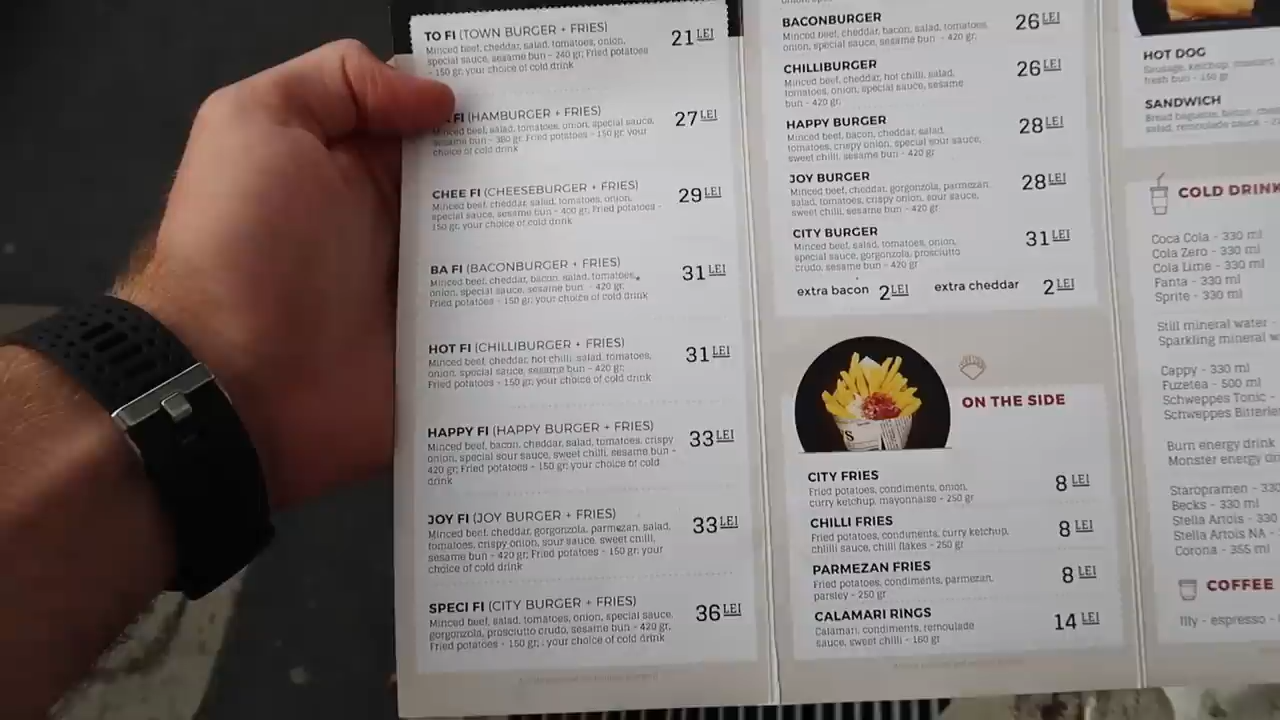 TO FI (TOWN BURGER + FRIES)
21 LEI
Minced beef, cheddar, salad, tomatoes, onion,
special sauce, sesame bun - 240 gr; Fried potatoes
- 150 gr; your choice of cold drink
FI (HAMBURGER + FRIES)
27 LEI
Minced beef, salad, tomatoes, onion, special sauce,
sesame bun - 380 gr; Fried potatoes - 150 gr; your
choice of cold drink
CHEE FI (CHEESEBURGER + FRIES)
29 LEI
Minced beef, cheddar, salad, tomatoes, onion,
special sauce, sesame bun - 400 gr; Fried potatoes -
150 gr; your choice of cold drink
BA FI (BACONBURGER + FRIES)
31 LEI
Minced beef, cheddar, bacon, salad, tomatoes,
onion, special sauce, sesame bun - 420 gr;
Fried potatoes - 150 gr; your choice of cold drink
HOT FI (CHILLIBURGER + FRIES)
31 LEI
Minced beef, cheddar, hot chilli, salad, tomatoes,
onion, special sauce, sesame bun - 420 gr;
Fried potatoes - 150 gr; your choice of cold drink
HAPPY FI (HAPPY BURGER + FRIES)
33 LEI
Minced beef, bacon, cheddar, salad, tomatoes, crispy
onion, special sour sauce, sweet chilli, sesame bun -
420 gr; Fried potatoes - 150 gr; your choice of cold
drink
JOY FI (JOY BURGER + FRIES)
33 LEI
Minced beef, cheddar, gorgonzola, parmezan, salad,
tomatoes, crispy onion, sour sauce, sweet chilli,
sesame bun - 420 gr; Fried potatoes - 150 gr; your
choice of cold drink
SPECI FI (CITY BURGER + FRIES)
36 LEI
Minced beef, salad, tomatoes, onion, special sauce,
gorgonzola, prosciutto crudo, sesame bun - 420 gr;
Fried potatoes - 150 gr; your choice of cold drink
BACONBURGER
26 LEI
Minced beef, cheddar, bacon, salad, tomatoes,
onion, special sauce, sesame bun - 420 gr
CHILLIBURGER
26 LEI
Minced beef, cheddar, hot chilli, salad,
tomatoes, onion, special sauce, sesame
bun - 420 gr
HAPPY BURGER
28 LEI
Minced beef, bacon, cheddar, salad,
tomatoes, crispy onion, special sour sauce,
sweet chilli, sesame bun - 420 gr
JOY BURGER
28 LEI
Minced beef, cheddar, gorgonzola, parmezan,
salad, tomatoes, crispy onion, sour sauce,
sweet chilli, sesame bun - 420 gr
CITY BURGER
31 LEI
Minced beef, salad, tomatoes, onion,
special sauce, gorgonzola, prosciutto
crudo, sesame bun - 420 gr
extra bacon 2 LEI extra cheddar 2 LEI
ON THE SIDE
CITY FRIES
8 LEI
Fried potatoes, condiments, onion,
curry ketchup, mayonnaise - 250 gr
CHILLI FRIES
8 LEI
Fried potatoes, condiments, curry ketchup,
chlilli sauce, chilli flakes - 250 gr
PARMEZAN FRIES
8 LEI
Fried potatoes, condiments, parmezan,
parsley - 250 gr
CALAMARI RINGS
14 LEI
Calamari, condiments, remoulade
sauce, sweet chilli - 160 gr
HOT DOG
Sausage, ketchup, mustard,
fresh bun - 150 gr
SANDWICH
Bread baguette, bacon,
salad, remoulade sauce -
COLD DRINK
Coca Cola - 330 ml
Cola Zero - 330 ml
Cola Lime - 330 ml
Fanta - 330 ml
Sprite - 330 ml
Still mineral water -
Sparkling mineral
Cappy - 330 ml
Fuzetea - 500 ml
Schweppes Tonic -
Schweppes
Burn energy drink
Monster energy
Staropramen - 330
Becks - 330 ml
Stella Artois - 330
Stella Artois NA -
Corona - 355 ml
COFFEE
Illy - espresso -